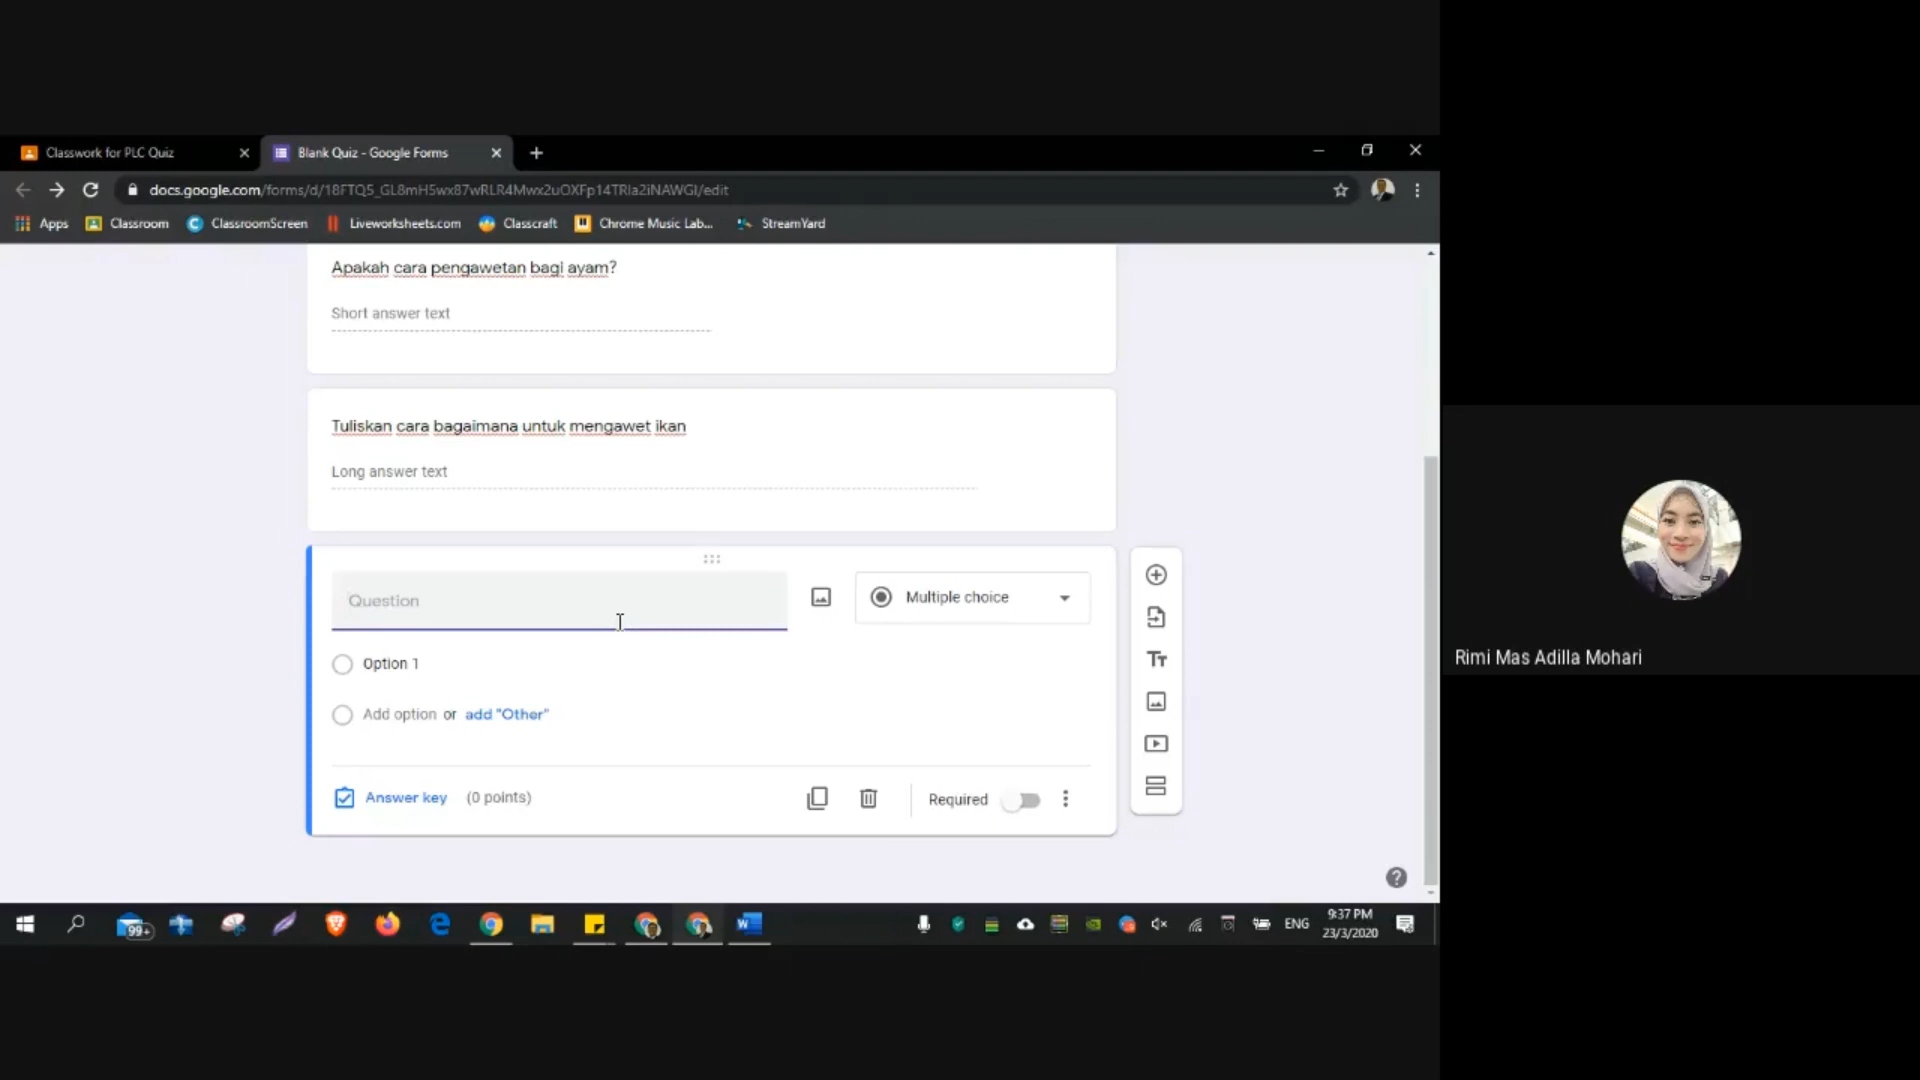 Classwork for PLC Quiz
Blank Quiz - Google Forms
docs.google.com/forms/d/18FTQ5_GL8mH5wx87wRLR4Mwx2uOXFp14TRIa2iNAWGI/edit
Apps
Classroom
ClassroomScreen
Liveworksheets.com
Classcraft
Chrome Music Lab...
StreamYard
Apakah cara pengawetan bagi ayam?
Short answer text
Tuliskan cara bagaimana untuk mengawet ikan
Long answer text
Question
Multiple choice
Option 1
Add option or add "Other"
Answer key (0 points)
Required
Rimi Mas Adilla Mohari
99+
ENG
9:37 PM
23/3/2020